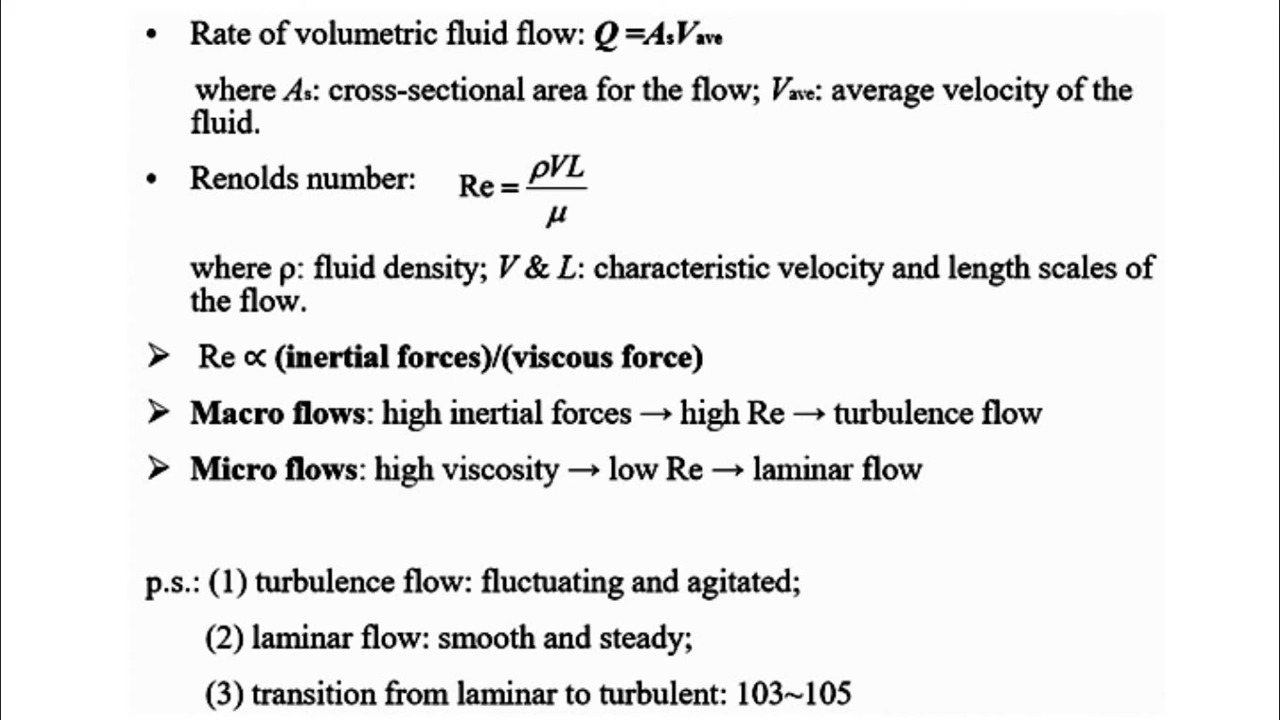 • Rate of volumetric fluid flow: Q =AsVave
where As: cross-sectional area for the flow; Vave: average velocity of the
fluid.
• Renolds number: Re = ρVL / μ
where ρ: fluid density; V & L: characteristic velocity and length scales of
the flow.
➢ Re ∝ (inertial forces)/(viscous force)
➢ Macro flows: high inertial forces → high Re → turbulence flow
➢ Micro flows: high viscosity → low Re → laminar flow
p.s.: (1) turbulence flow: fluctuating and agitated;
(2) laminar flow: smooth and steady;
(3) transition from laminar to turbulent: 103~105